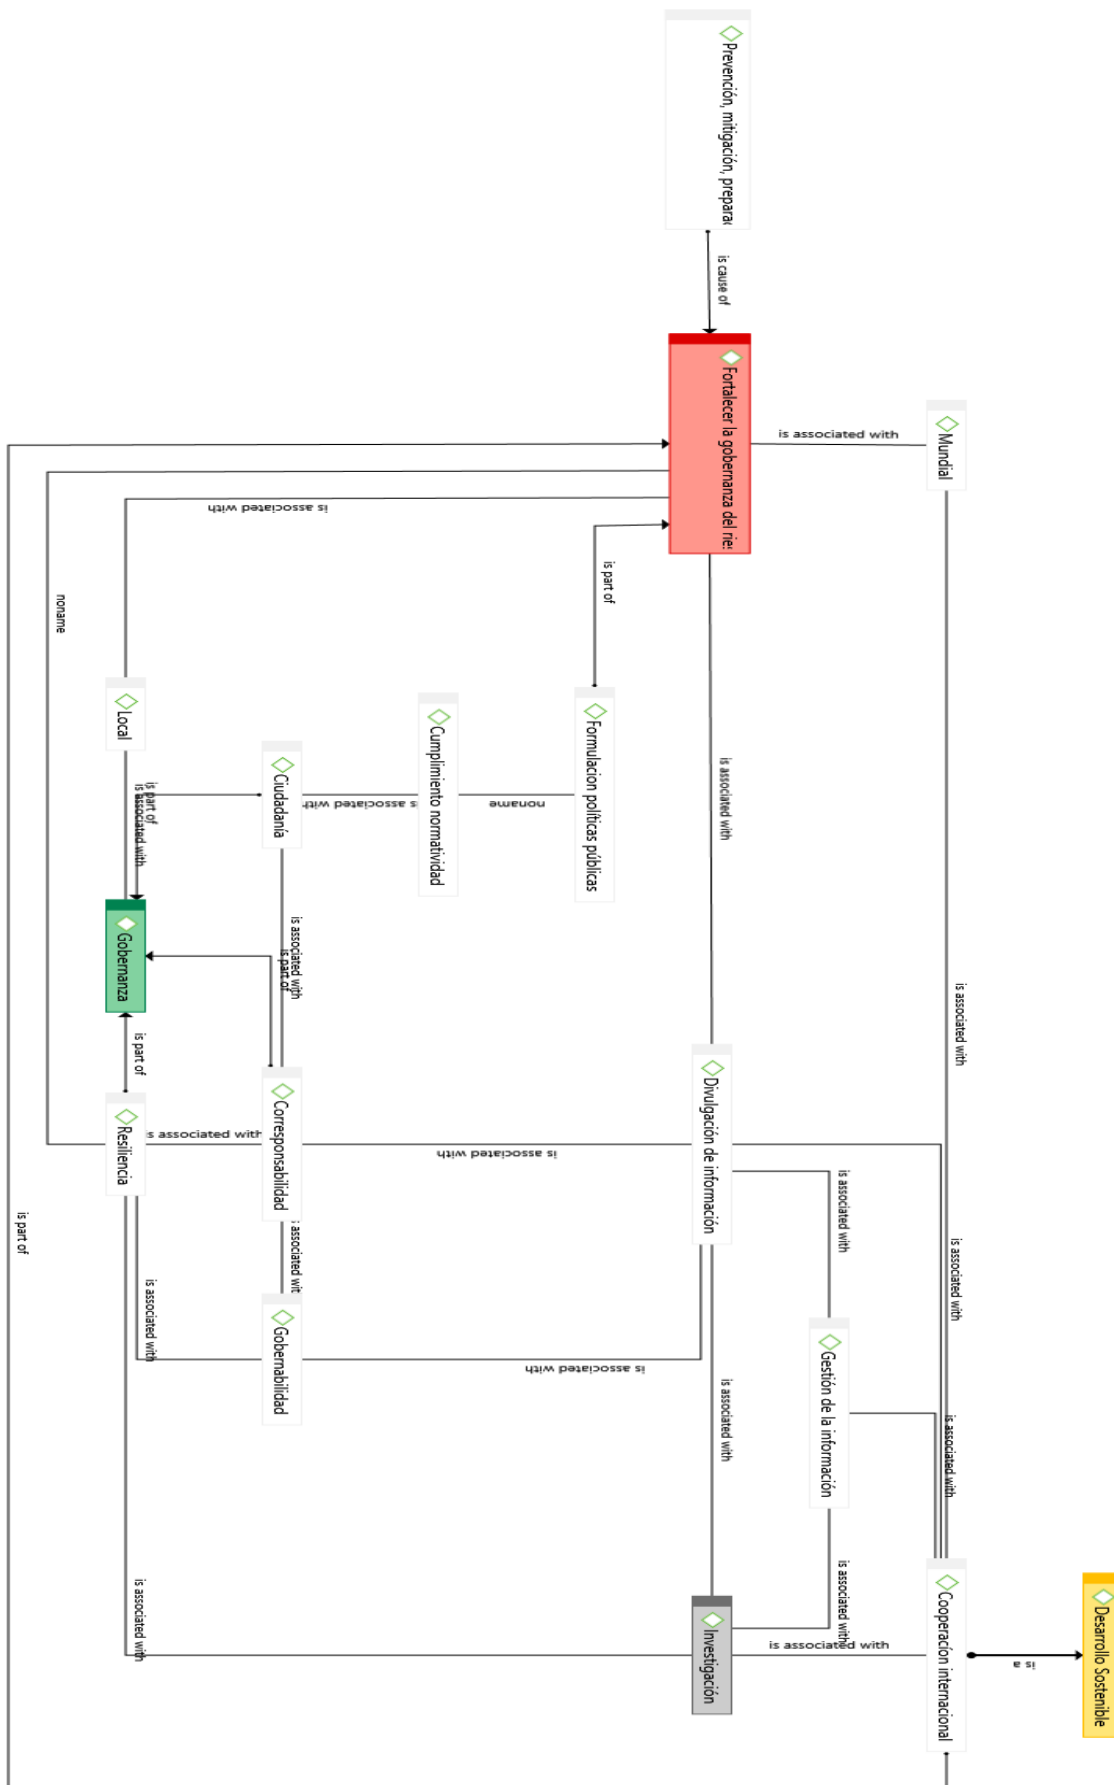 Prevención, mitigación, prepara
is cause of
Fortalecer la gobernanza del rie
is associated with
Mundial
is associated with
is part of
noname
Local
Ciudadanía
Cumplimiento normatividad
Formulacion políticas públicas
is part of
is associated with
is associated with
noname
is associated with
Gobernanza
is associated with
is part of
is part of
is associated with
Resiliencia
is associated with
Corresponsabilidad
is associated with
Divulgación de información
is associated with
is associated with
is part of
is associated with
is associated wit
Gobernabilidad
is associated with
is associated with
Gestión de la información
is associated with
is associated with
is associated with
Investigación
is associated with
Cooperacíon internacional
is a
Desarrollo Sostenible